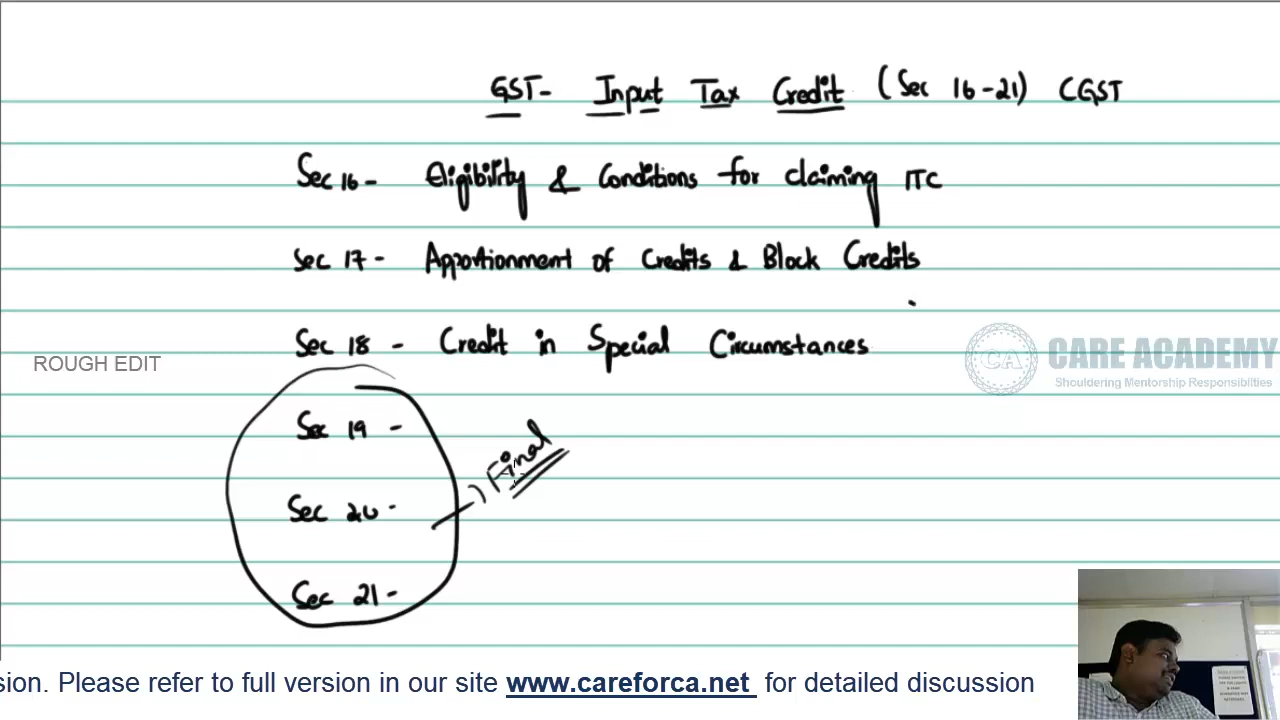 GST- Input Tax Credit (Sec 16-21) CGST
Sec 16 - Eligibility & Conditions for claiming ITC
Sec 17 - Apportionment of Credits & Block Credits
Sec 18 - Credit in Special Circumstances
ROUGH EDIT
CA CARE ACADEMY
Shouldering Mentorship Responsibilities
Sec 19 -
Final
Sec 20 -
Sec 21 -
sion. Please refer to full version in our site www.careforca.net for detailed discussion